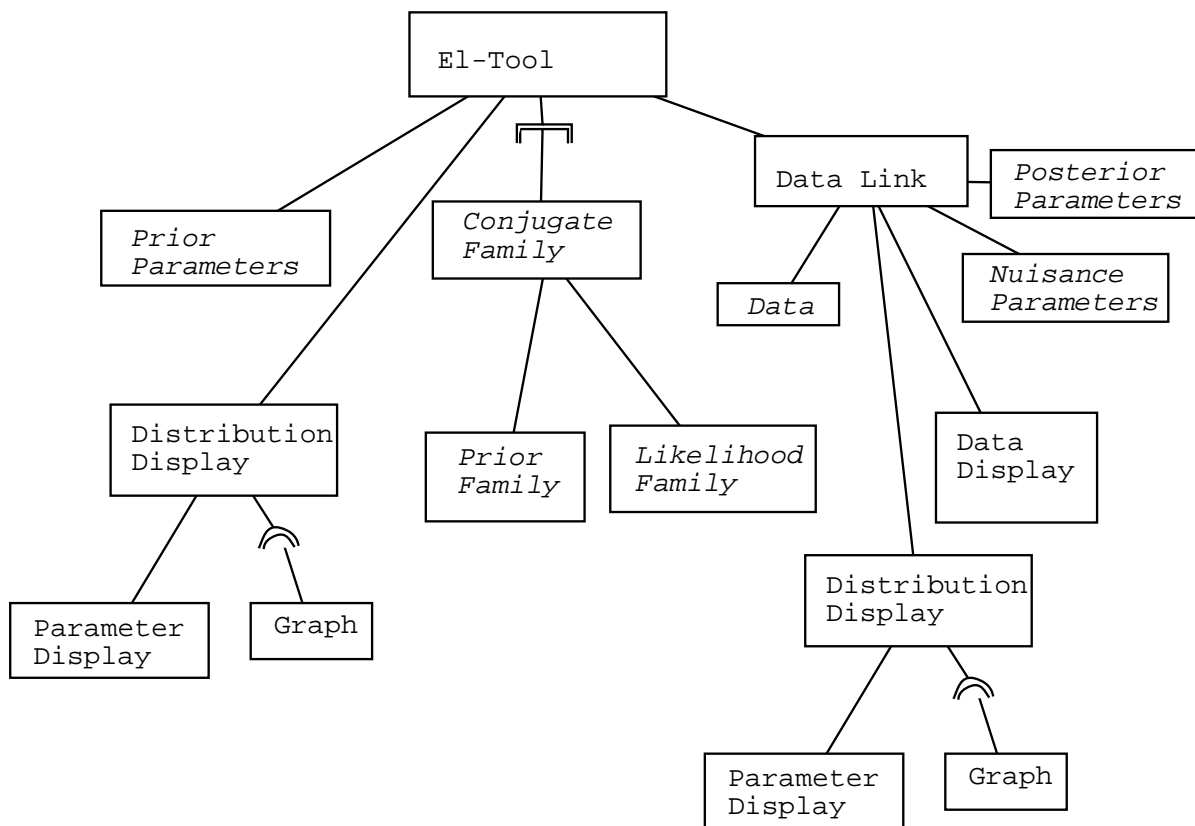 El-Tool
Data Link
Posterior
Parameters
Prior
Parameters
Conjugate
Family
Nuisance
Parameters
Data
Distribution
Display
Prior
Family
Likelihood
Family
Data
Display
Parameter
Display
Graph
Distribution
Display
Parameter
Display
Graph